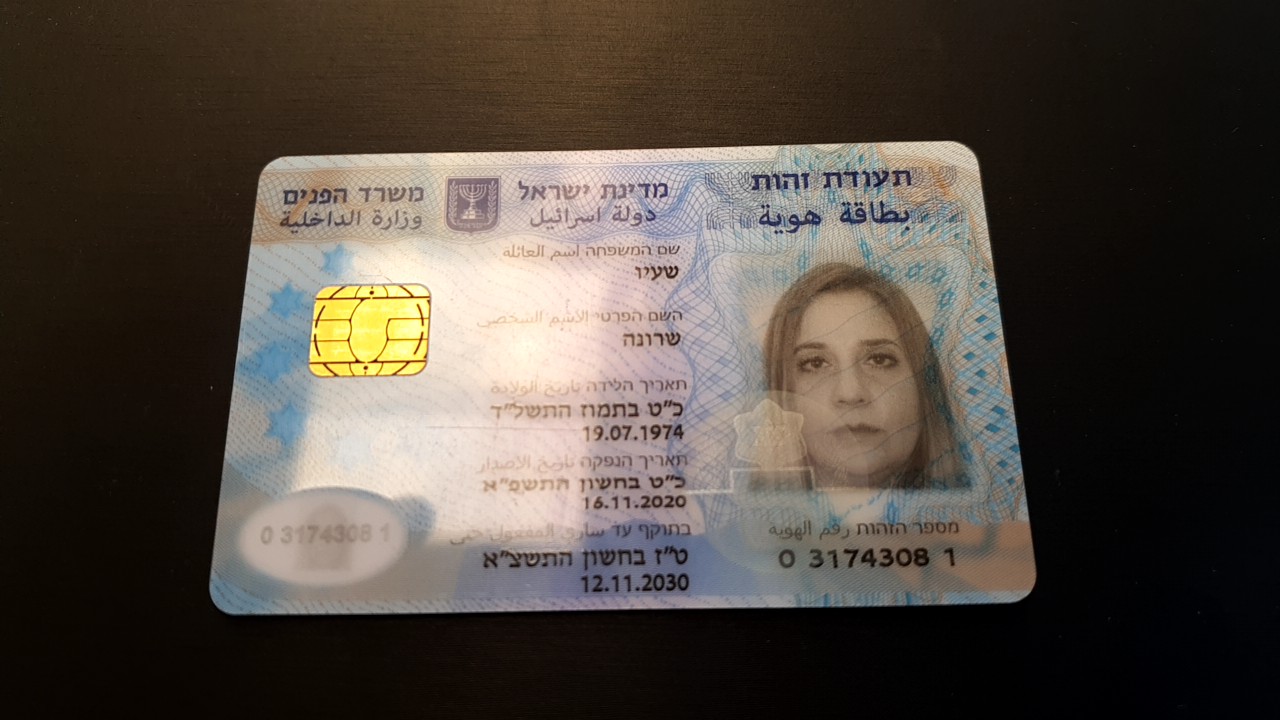 תעודת זהות
بطاقة هوية
מדינת ישראל
دولة اسرائيل
משרד הפנים
وزارة الداخلية
שם המשפחה اسم العائلة
שעיו
השם הפרטי الاسم الشخصي
שרונה
תאריך הלידה تاريخ الولادة
כ"ט בתמוז התשל"ד
19.07.1974
תאריך הנפקה تاريخ الاصدار
כ"ט בחשון התשפ"א
16.11.2020
בתוקף עד ساري المفعول حتى
ט"ז בחשון התשצ"א
12.11.2030
מספר הזהות رقم الهوية
0 3174308 1
0 3174308 1